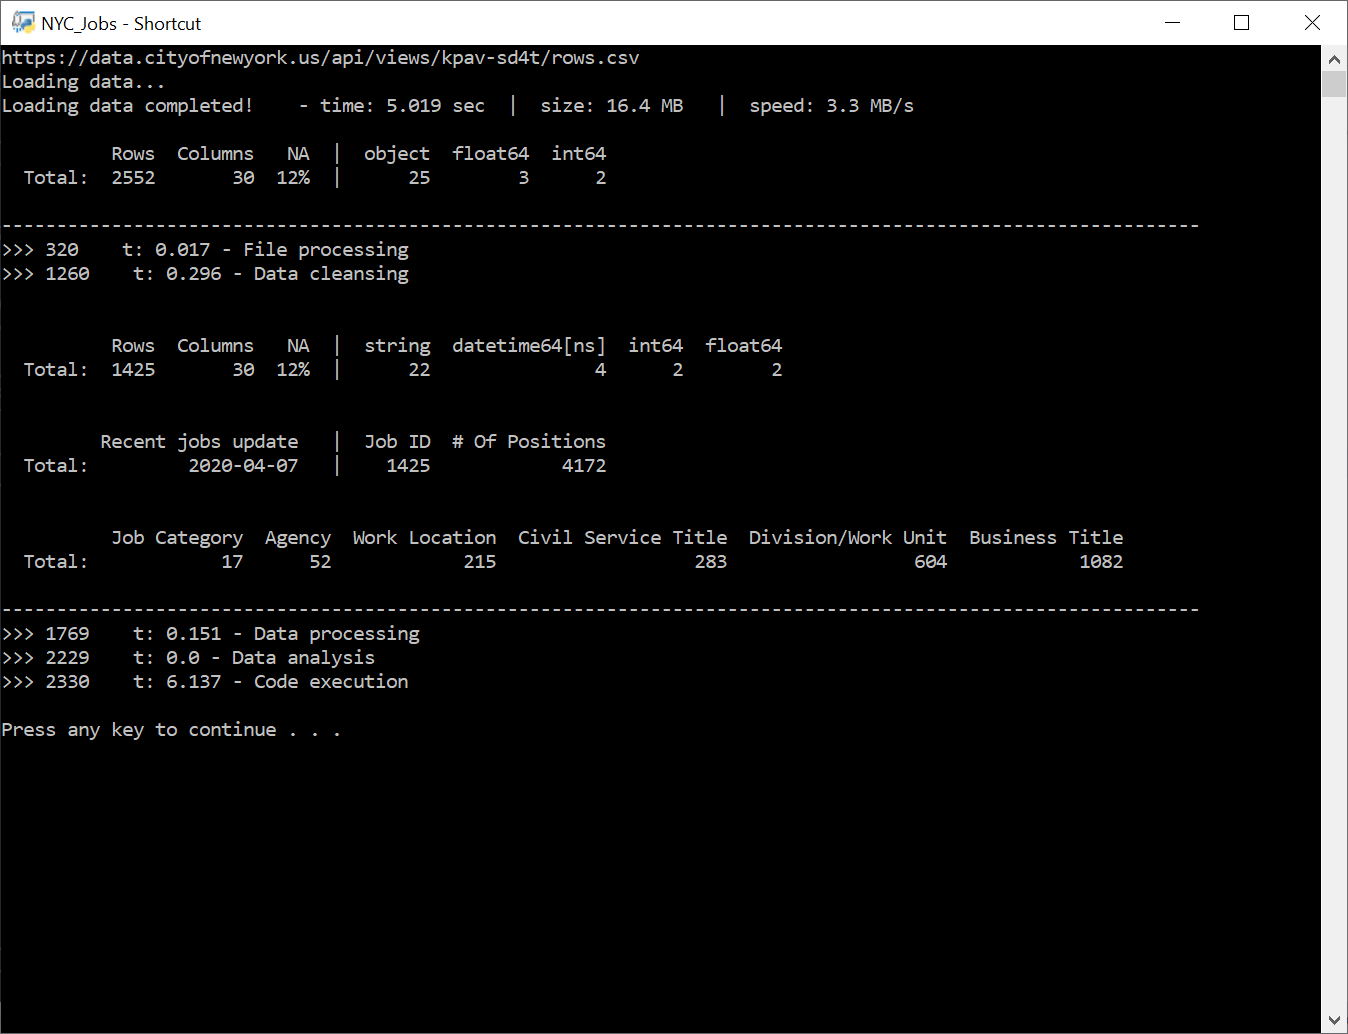 NYC_Jobs - Shortcut
https://data.cityofnewyork.us/api/views/kpav-sd4t/rows.csv
Loading data...
Loading data completed!    - time: 5.019 sec  |  size: 16.4 MB   |  speed: 3.3 MB/s
          Rows  Columns   NA  |  object  float64  int64
  Total:  2552       30  12%  |      25        3      2
-------------------------------------------------------------------------------------------------------------
>>> 320    t: 0.017 - File processing
>>> 1260    t: 0.296 - Data cleansing
          Rows  Columns   NA  |  string  datetime64[ns]  int64  float64
  Total:  1425       30  12%  |      22               4      2        2
         Recent jobs update   |  Job ID  # Of Positions
  Total:         2020-04-07   |    1425            4172
          Job Category  Agency  Work Location  Civil Service Title  Division/Work Unit  Business Title
  Total:            17      52            215                  283                 604            1082
-------------------------------------------------------------------------------------------------------------
>>> 1769    t: 0.151 - Data processing
>>> 2229    t: 0.0 - Data analysis
>>> 2330    t: 6.137 - Code execution
Press any key to continue . . .